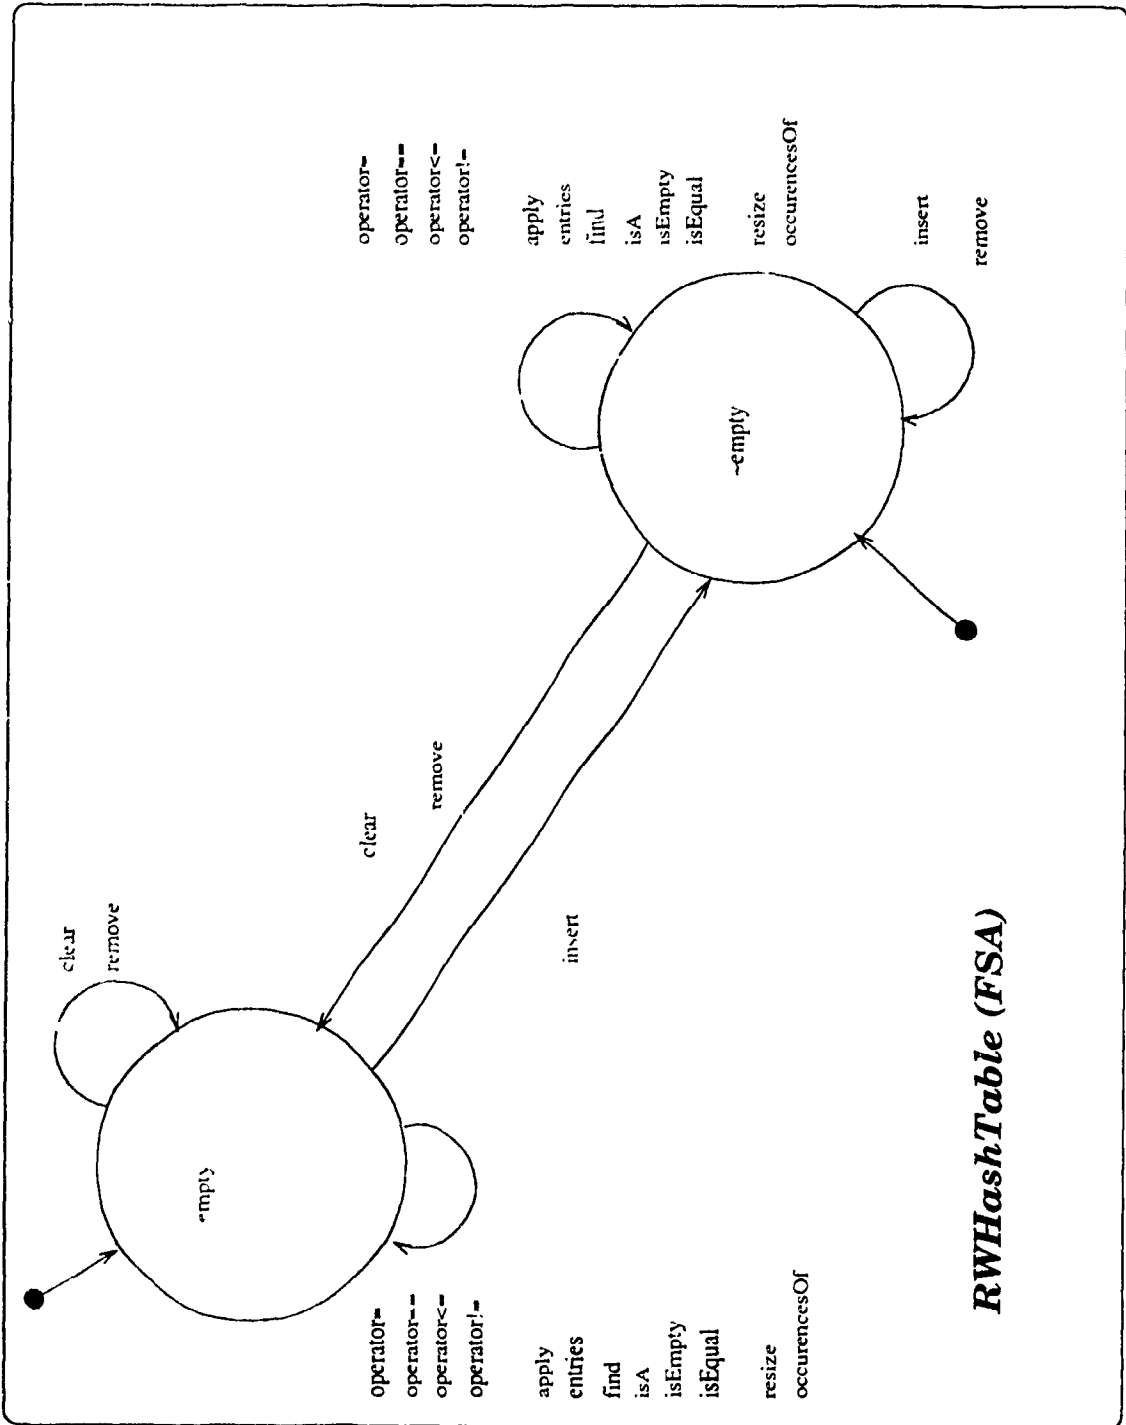 clear
remove
empty
operator=
operator==
operator<=
operator!=
apply
entries
find
isA
isEmpty
isEqual
resize
occurencesOf
clear
remove
insert
operator=
operator==
operator<=
operator!=
apply
entries
find
isA
isEmpty
isEqual
resize
occurencesOf
~empty
insert
remove
RWHashTable (FSA)